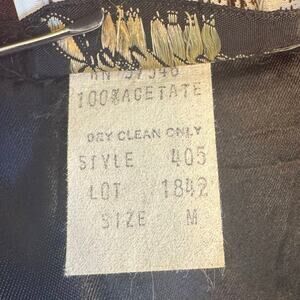 100% ACETATE
DRY CLEAN ONLY
STYLE 405
LOT 1842
SIZE M